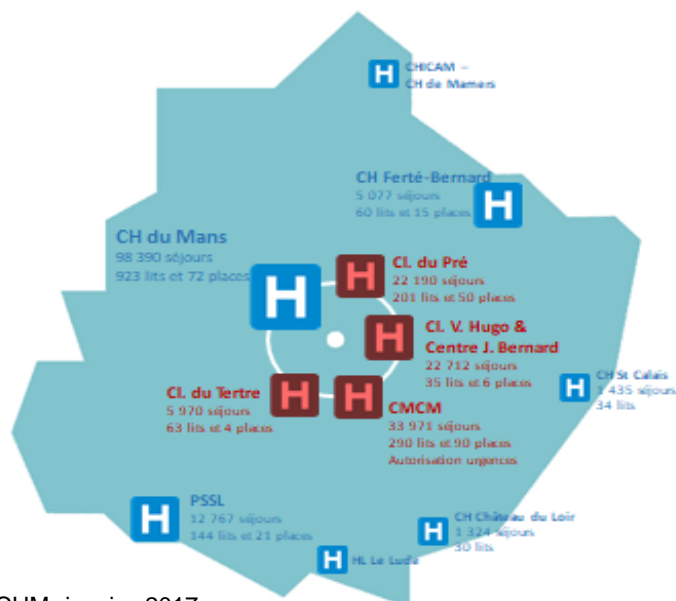 CHICAM –
CH de Mamers
CH Ferté-Bernard
5 077 séjours
60 lits et 15 places
H
CH du Mans
98 390 séjours
923 lits et 72 places
H
H
Cl. du Pré
22 190 séjours
201 lits et 50 places
H
H
Cl. V. Hugo &
Centre J. Bernard
22 712 séjours
35 lits et 6 places
H
CH St Calais
1 435 séjours
34 lits
Cl. du Tertre
5 970 séjours
63 lits et 4 places
H
H
CMCM
33 971 séjours
290 lits et 90 places
Autorisation urgences
H
PSSL
12 767 séjours
144 lits et 21 places
H
CH Château du Loir
1 324 séjours
30 lits
H
HL Le Lude
H
2017